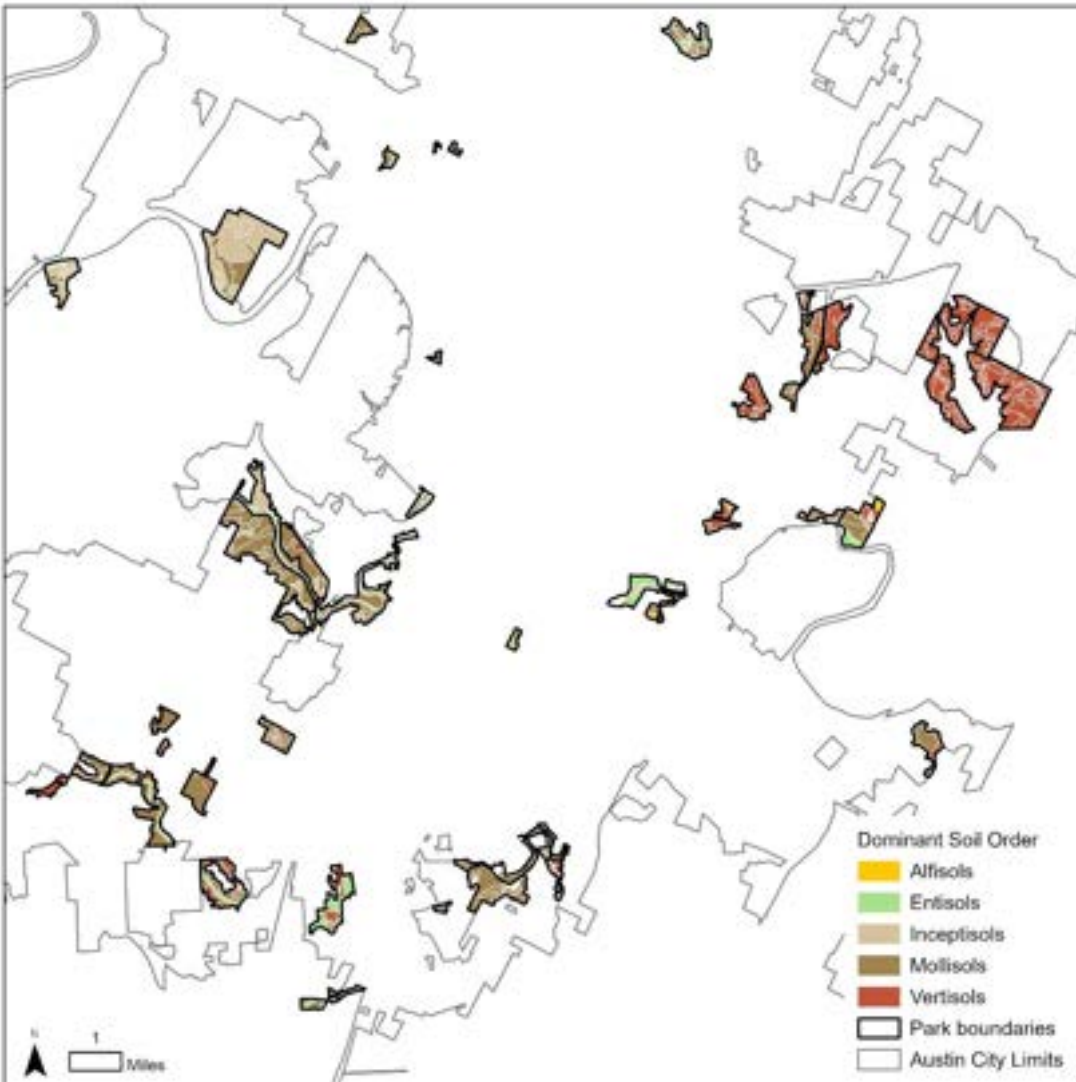 Dominant Soil Order
Alfisols
Entisols
Inceptisols
Mollisols
Vertisols
Park boundaries
Austin City Limits
N
1
Miles